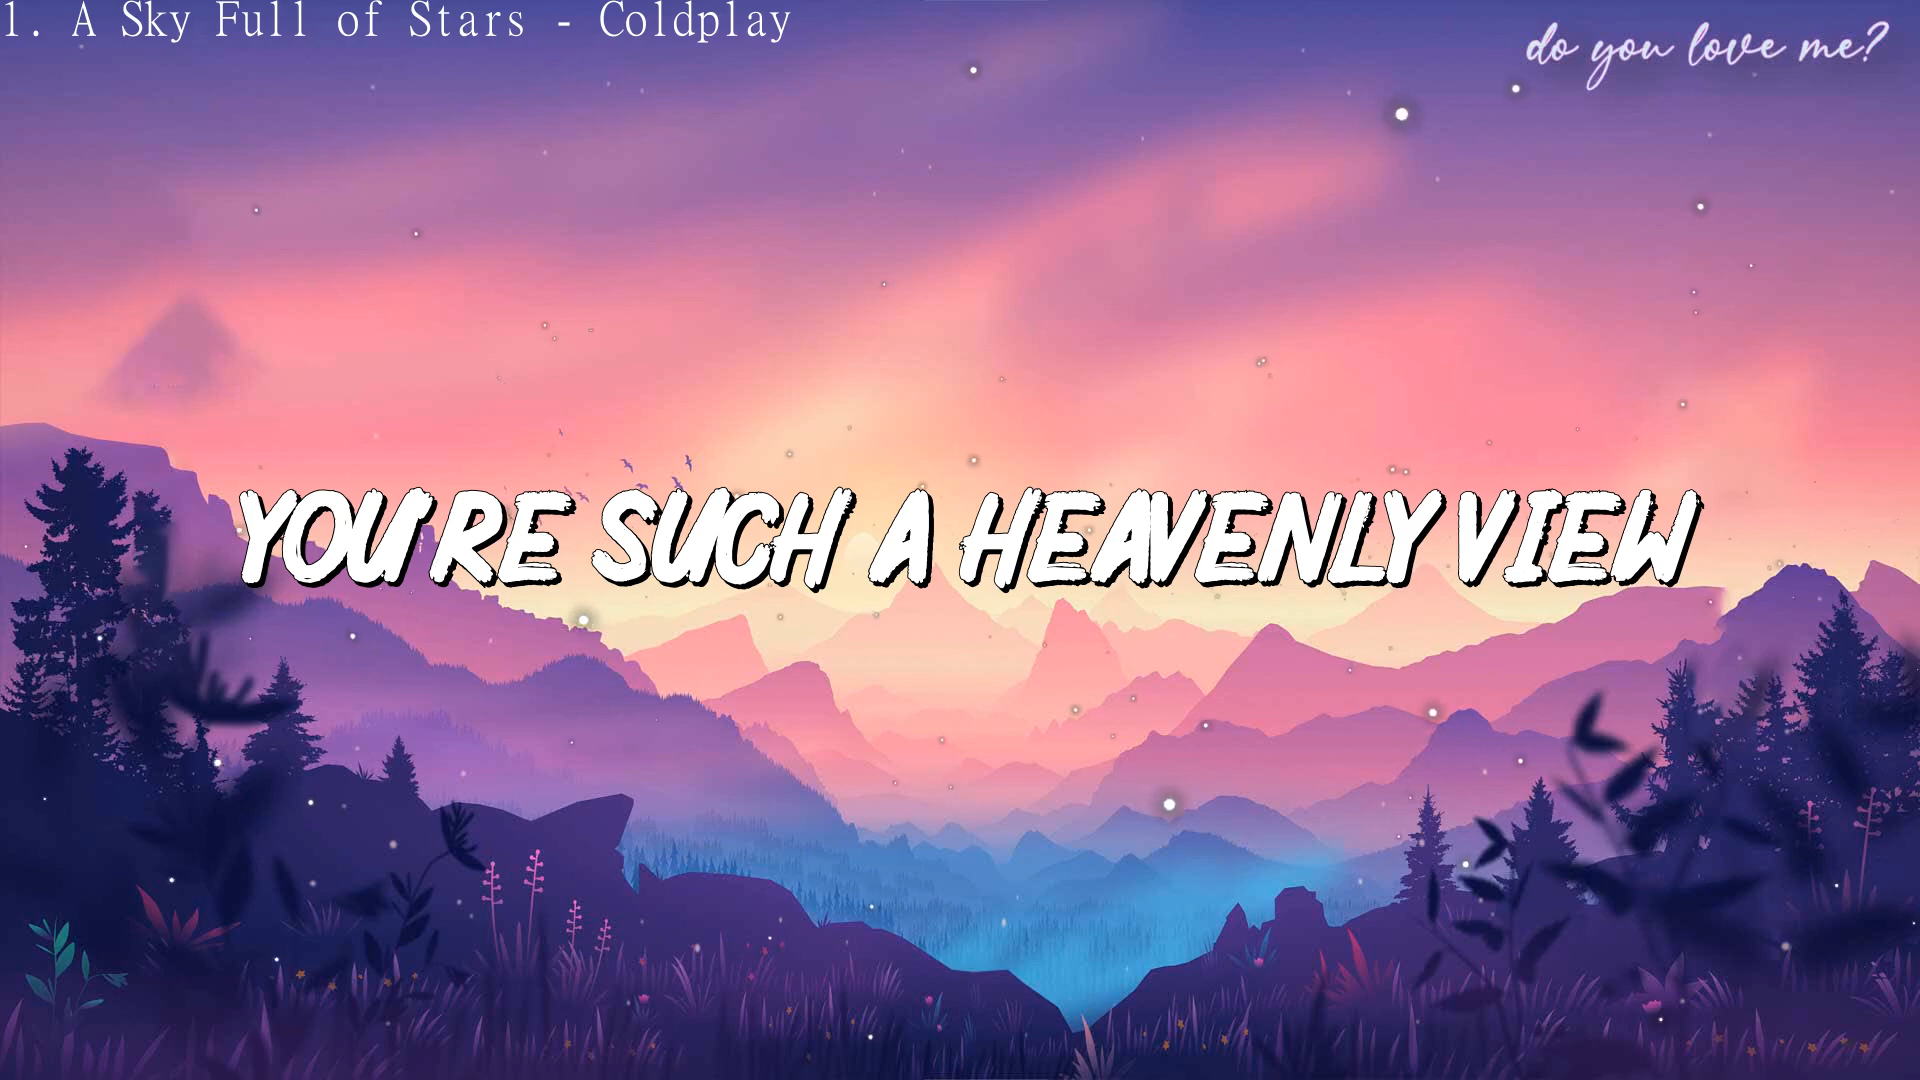 1. A Sky Full of Stars - Coldplay
do you love me?
YOU'RE SUCH A HEAVENLY VIEW